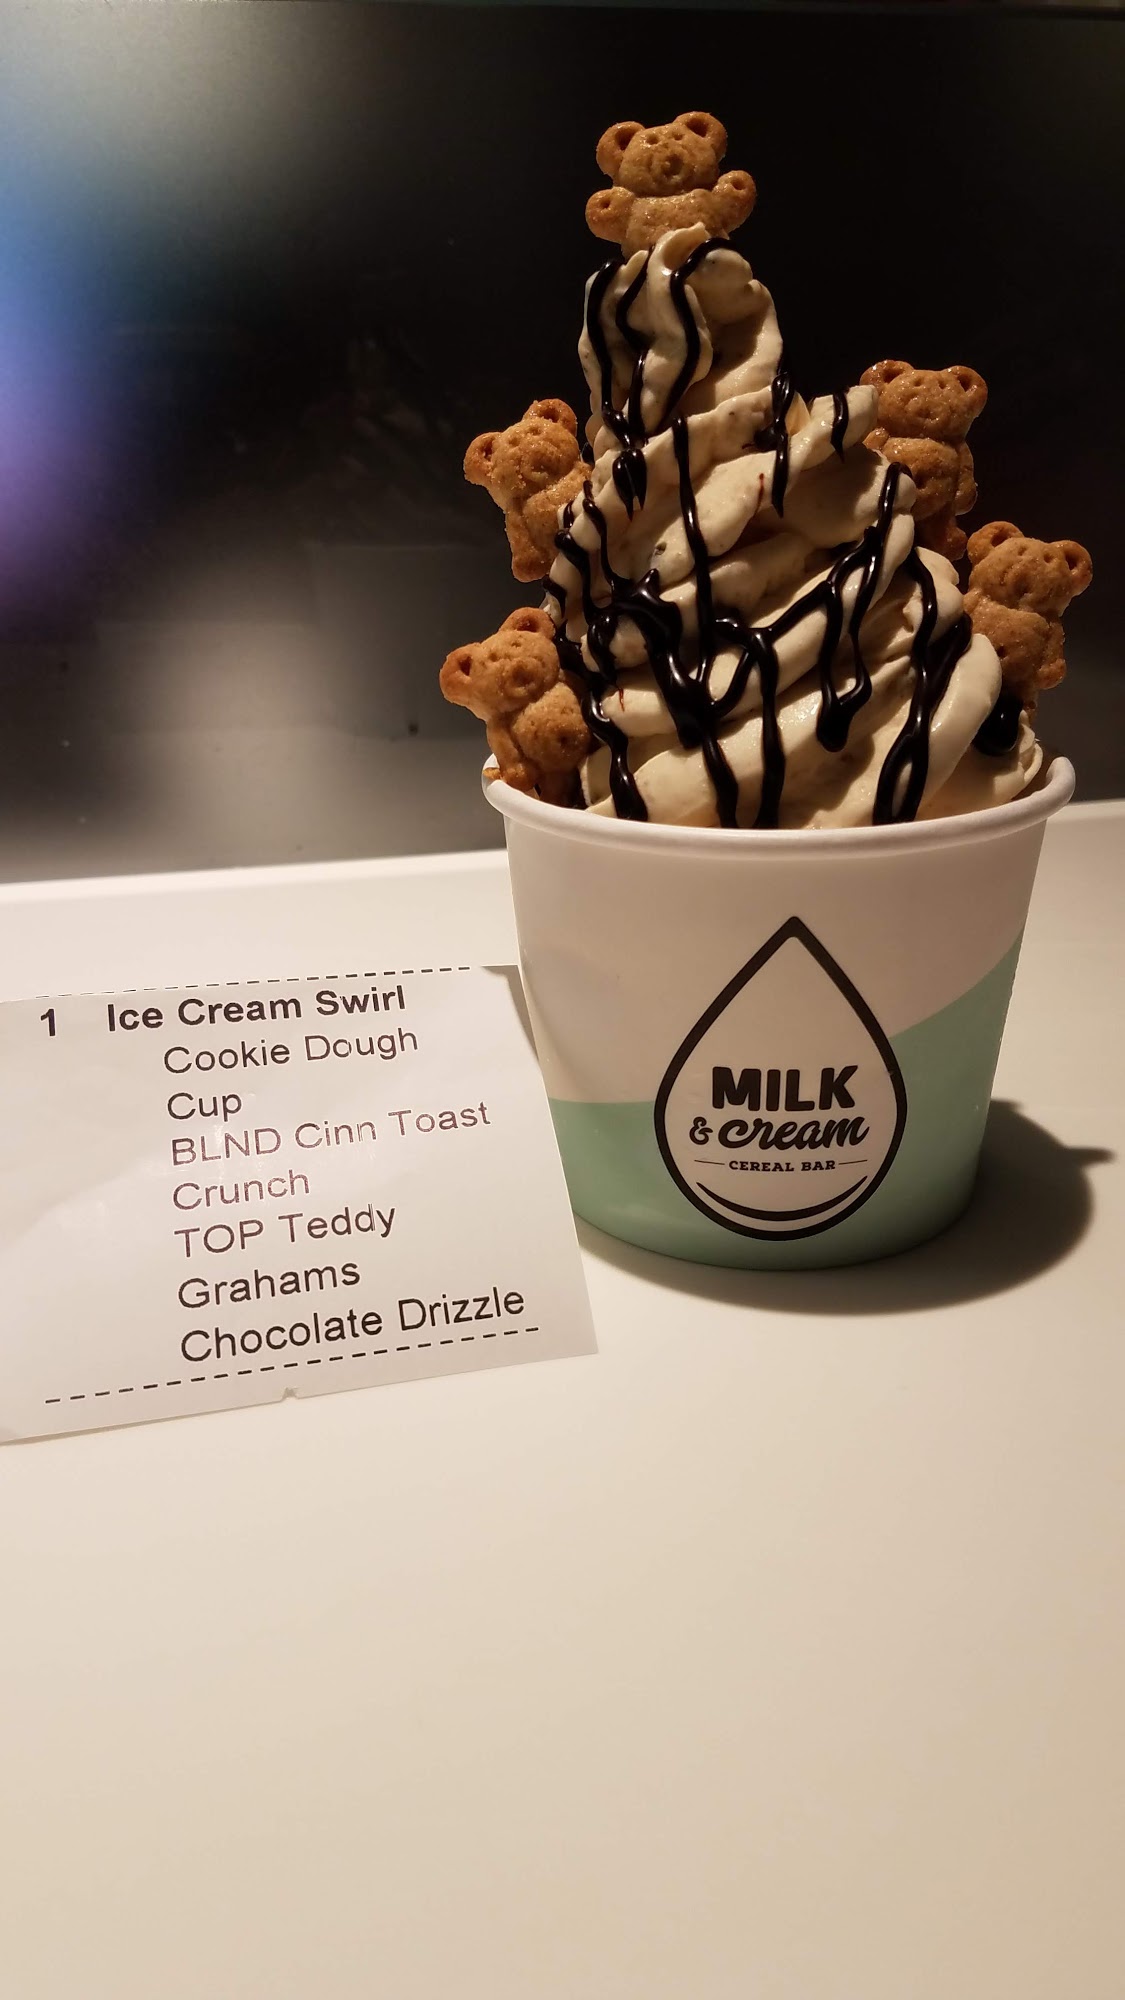 1 Ice Cream Swirl
Cookie Dough
Cup
BLND Cinn Toast
Crunch
TOP Teddy
Grahams
Chocolate Drizzle
MILK
& cream
CEREAL BAR